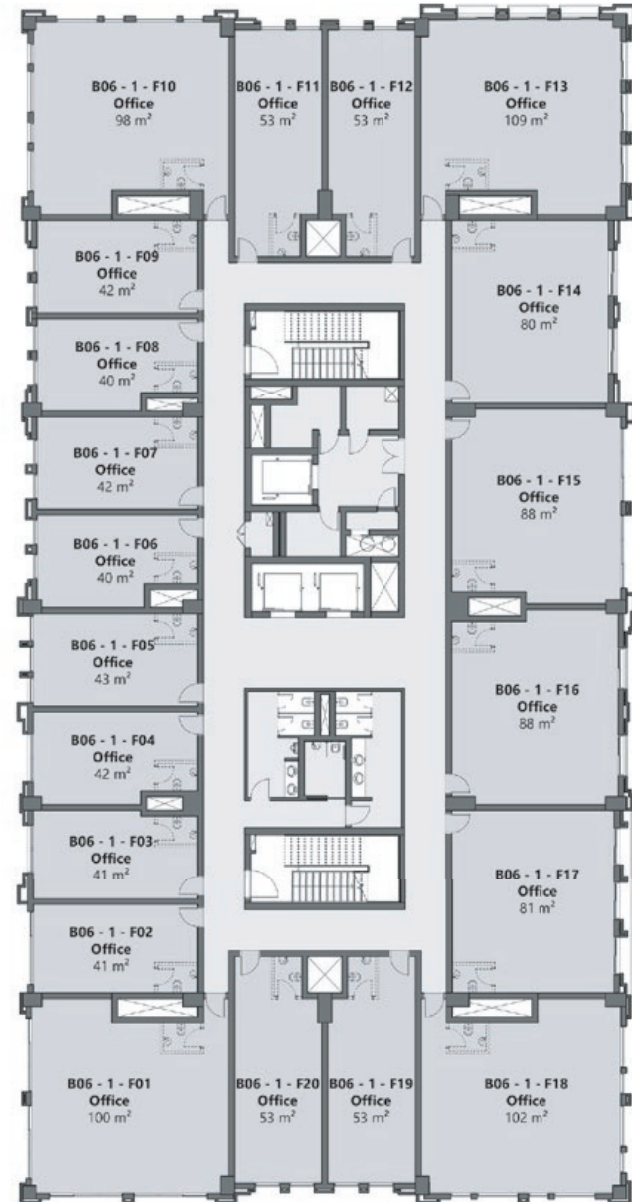 B06 - 1 - F10
Office
98 m²
B06 - 1 - F11
Office
53 m²
B06 - 1 - F12
Office
53 m²
B06 - 1 - F13
Office
109 m²
B06 - 1 - F09
Office
42 m²
B06 - 1 - F14
Office
80 m²
B06 - 1 - F08
Office
40 m²
B06 - 1 - F07
Office
42 m²
B06 - 1 - F15
Office
88 m²
B06 - 1 - F06
Office
40 m²
B06 - 1 - F05
Office
43 m²
B06 - 1 - F16
Office
88 m²
B06 - 1 - F04
Office
42 m²
B06 - 1 - F03
Office
41 m²
B06 - 1 - F17
Office
81 m²
B06 - 1 - F02
Office
41 m²
B06 - 1 - F01
Office
100 m²
B06 - 1 - F20
Office
53 m²
B06 - 1 - F19
Office
53 m²
B06 - 1 - F18
Office
102 m²